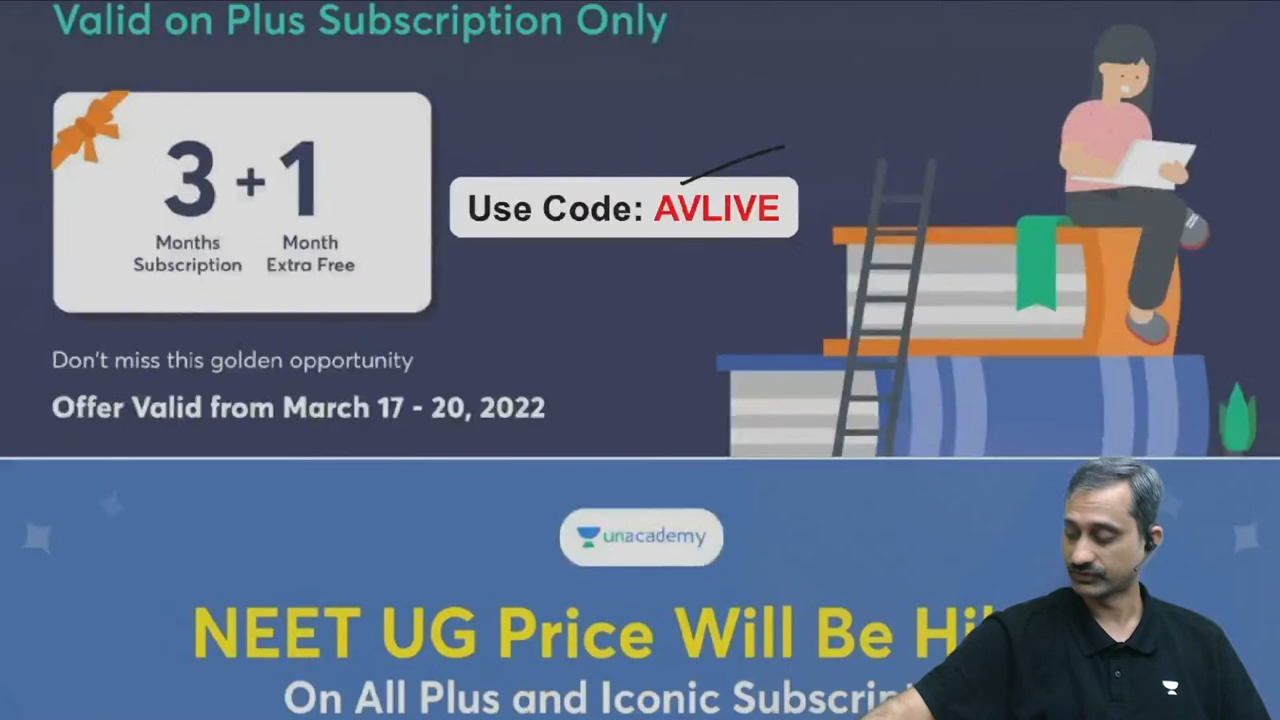 Valid on Plus Subscription Only
3 + 1
Months Month
Subscription Extra Free
Use Code: AVLIVE
Don't miss this golden opportunity
Offer Valid from March 17 - 20, 2022
unacademy
NEET UG Price Will Be
On All Plus and Iconic